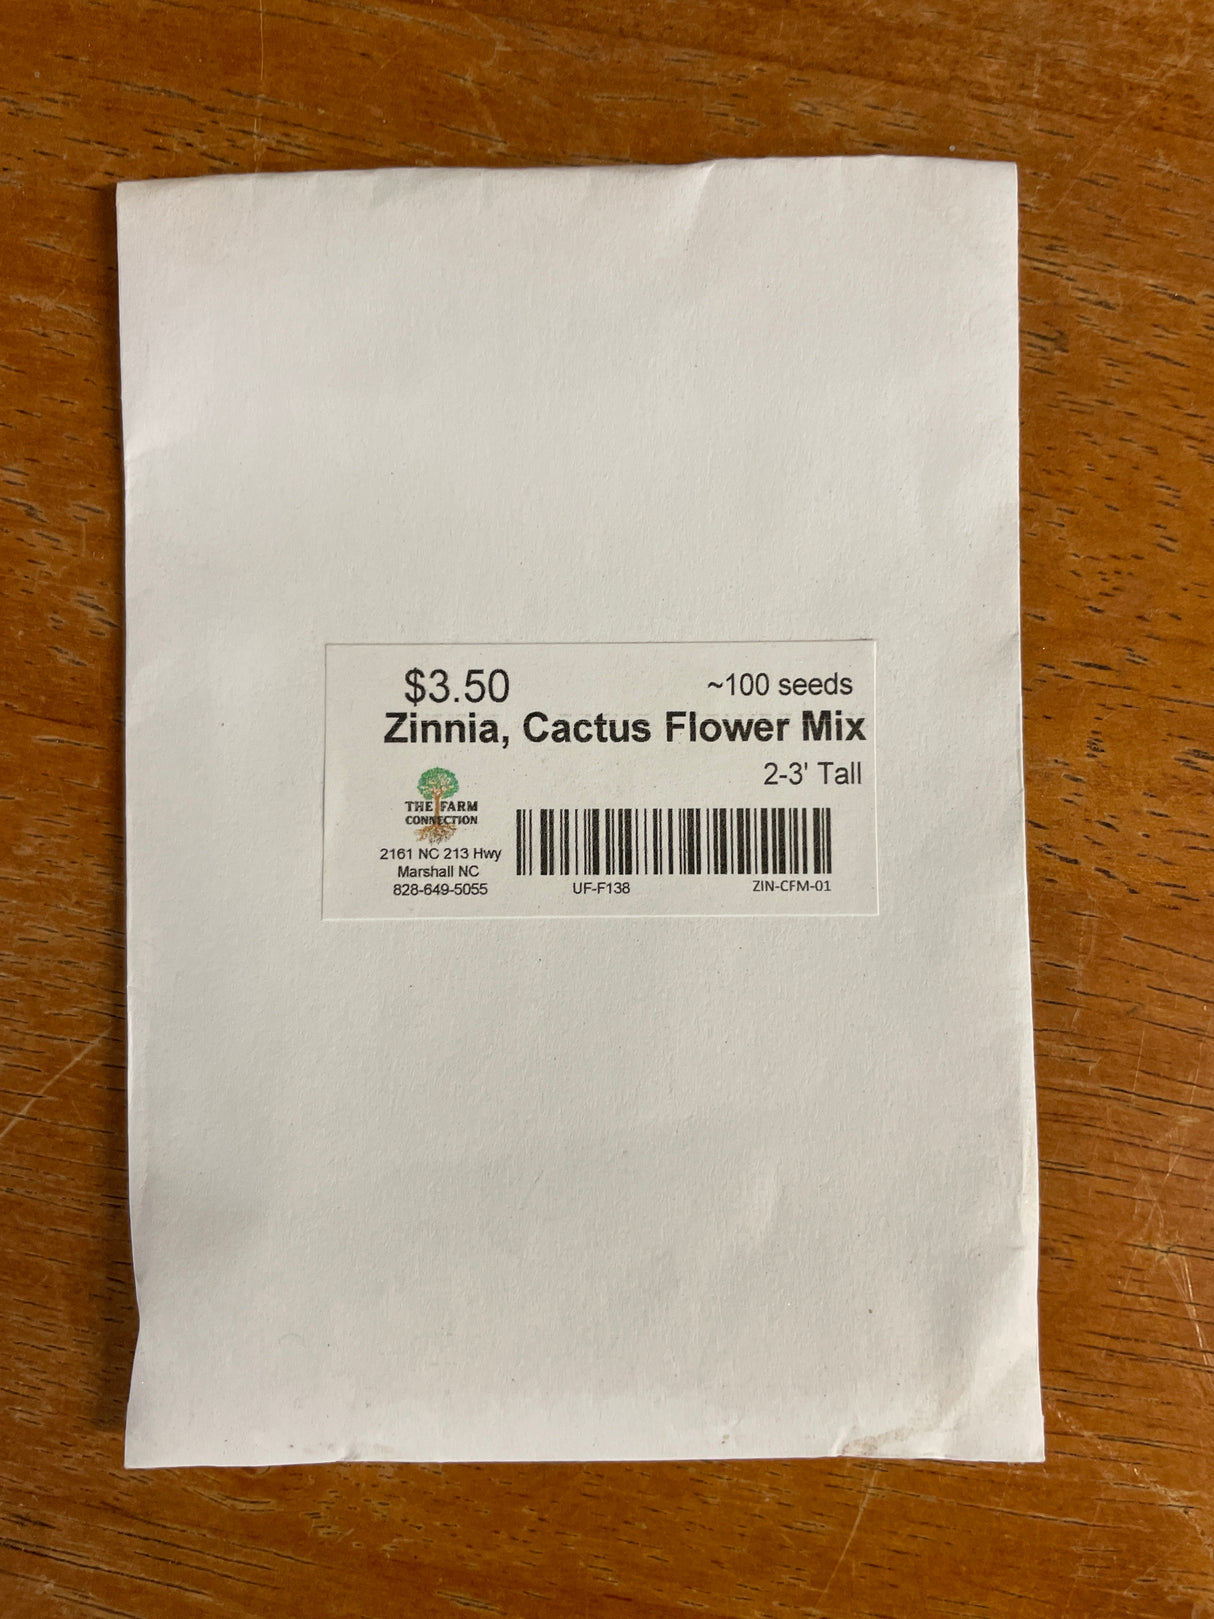 $3.50 ~100 seeds
Zinnia, Cactus Flower Mix
2-3' Tall
THE FARM
CONNECTION
2161 NC 213 Hwy
Marshall NC
828-649-5055
UF-F138 ZIN-CFM-01